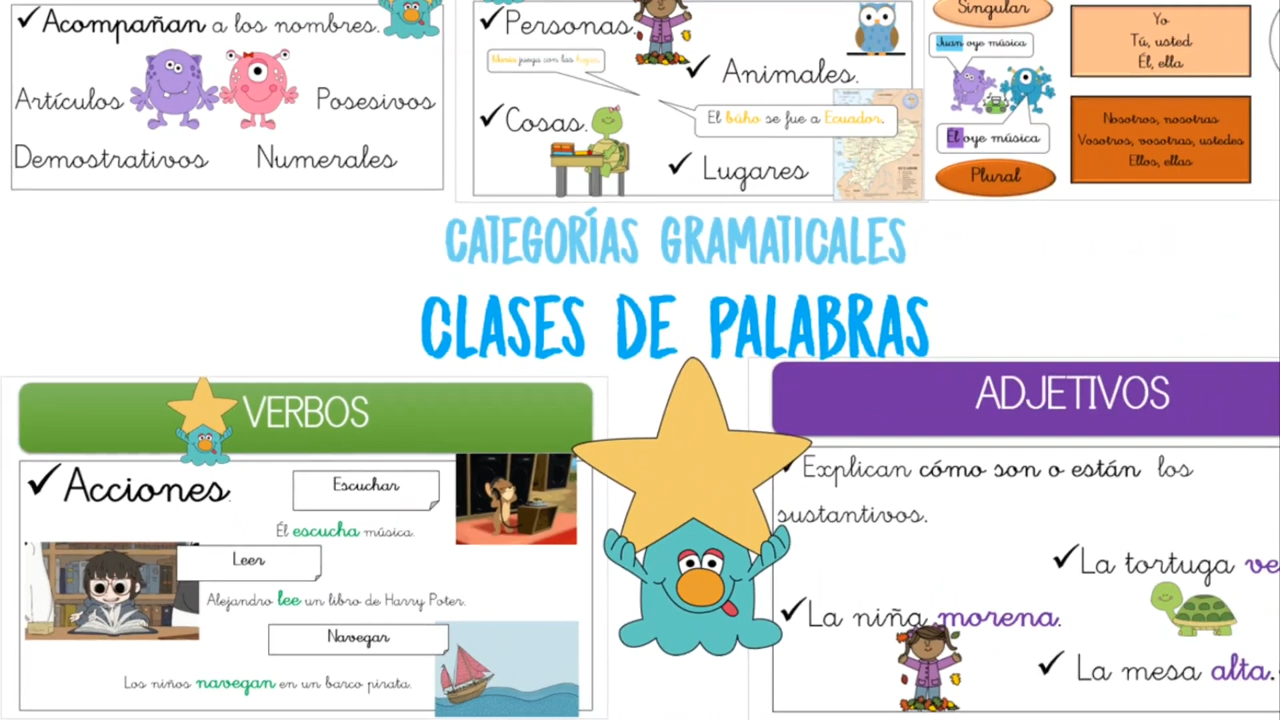 ✓Acompañan a los nombres.
Artículos
Posesivos
Demostrativos
Numerales
✓Personas.
María juega con las hojas.
✓ Animales.
El búho se fue a Ecuador.
✓Cosas.
✓ Lugares
Singular
Juan oye música
Él oye música
Plural
Yo
Tú, usted
Él, ella
Nosotros, nosotras
Vosotros, vosotras, ustedes
Ellos, ellas
CATEGORÍAS GRAMATICALES
CLASES DE PALABRAS
VERBOS
✓Acciones.
Escuchar
Él escucha música.
Leer
Alejandro lee un libro de Harry Poter.
Navegar
Los niños navegan en un barco pirata.
ADJETIVOS
✓ Explican cómo son o están los
sustantivos.
✓La tortuga ve
✓La niña morena.
✓ La mesa alta.